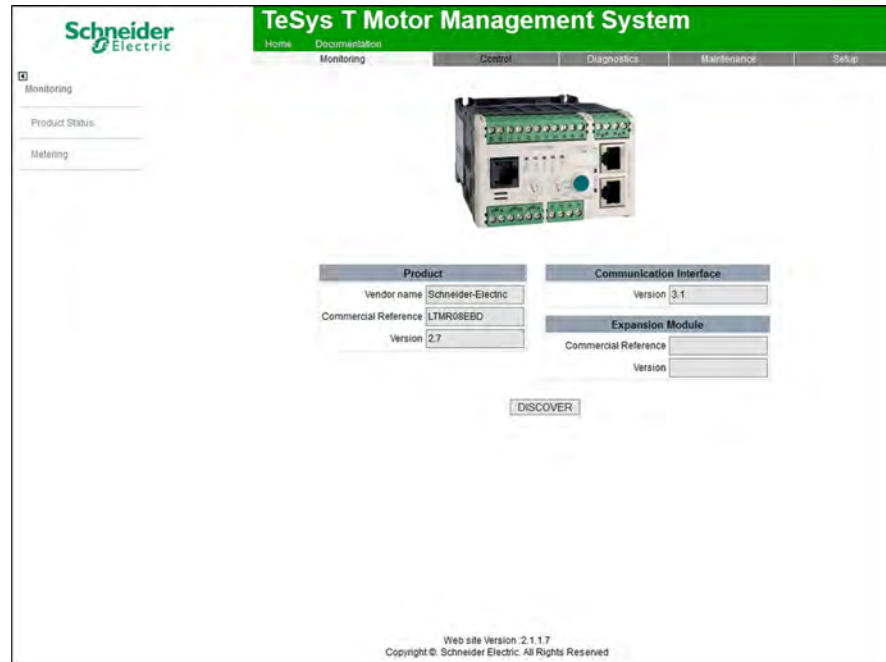 Schneider
Electric
TeSys T Motor Management System
Home Documentation
Monitoring Control Diagnostics Maintenance Setup
Monitoring
Product Status
Metering
Product
Vendor name Schneider-Electric
Commercial Reference LTMR08EBD
Version 2.7
Communication Interface
Version 3.1
Expansion Module
Commercial Reference
Version
DISCOVER
Web site Version :2.1.1.7
Copyright ©. Schneider Electric. All Rights Reserved